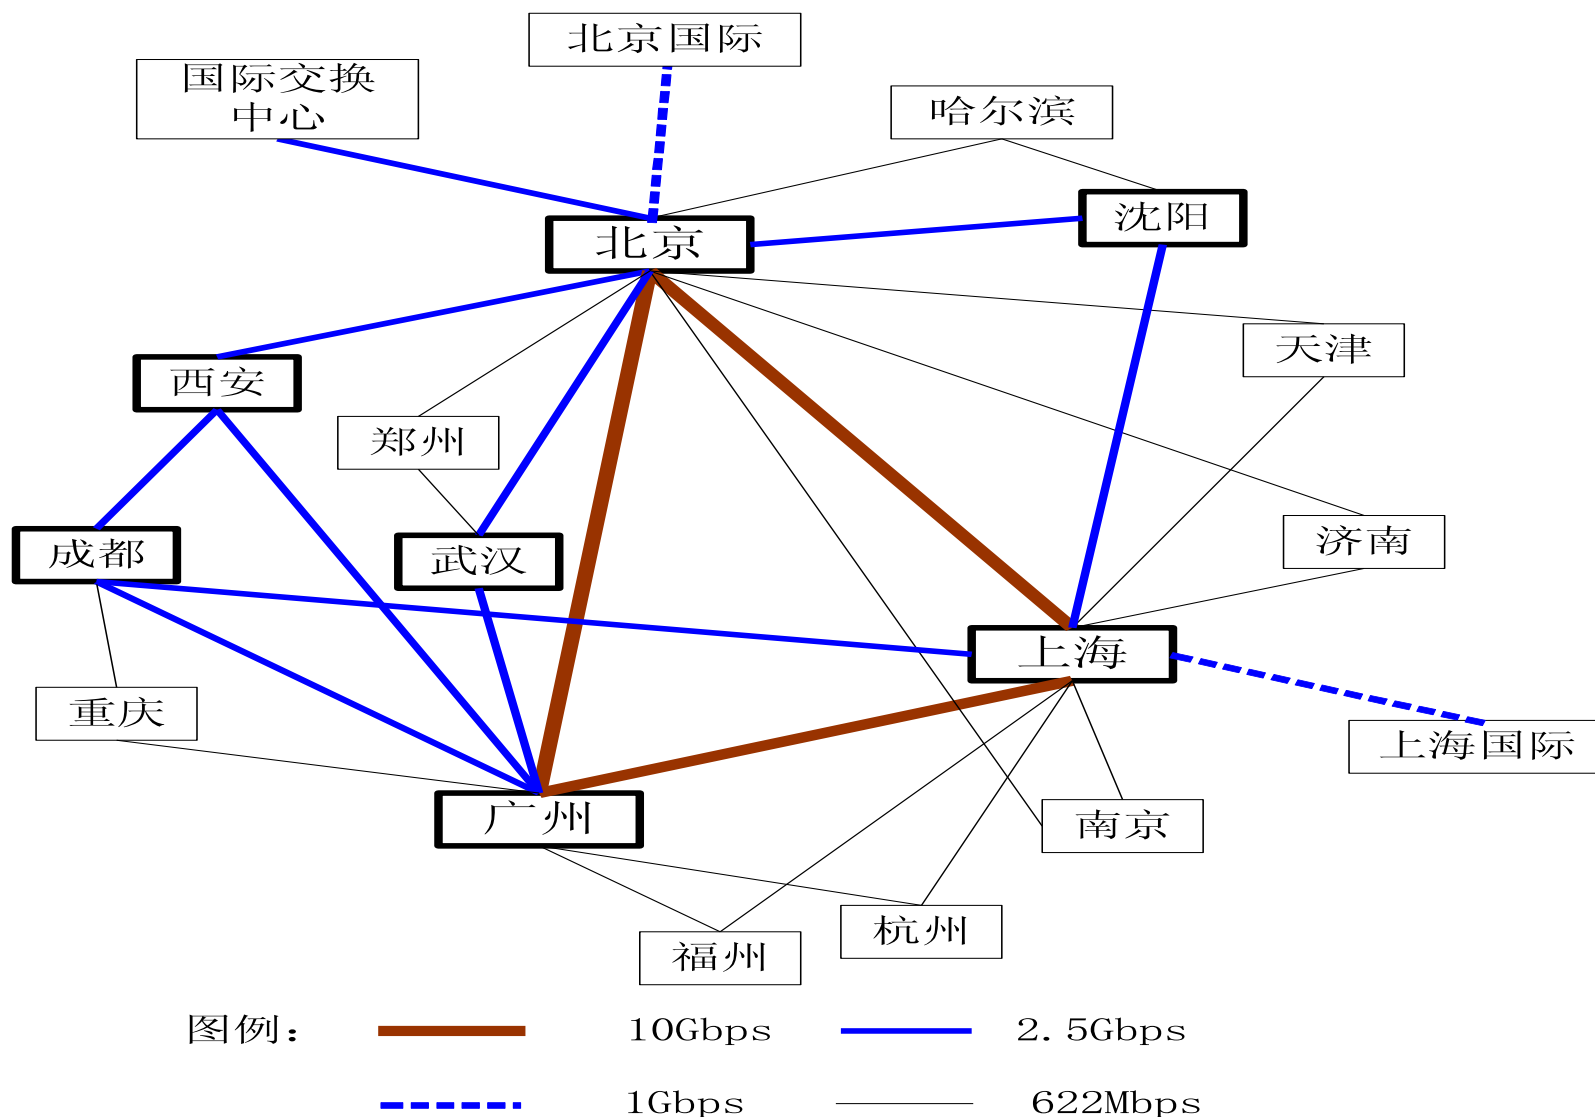 北京国际
国际交换
中心
哈尔滨
沈阳
北京
天津
西安
郑州
济南
成都
武汉
上海
重庆
上海国际
广州
南京
杭州
福州
图例： 10Gbps 2.5Gbps
1Gbps 622Mbps